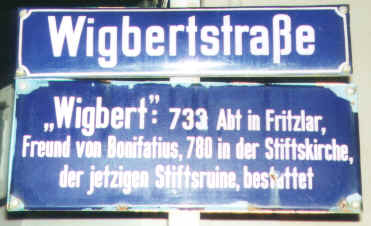 Wigbertstraße
„Wigbert": 733 Abt in Fritzlar,
Freund von Bonifatius, 780 in der Stiftskirche,
der jetzigen Stiftsruine, bestattet